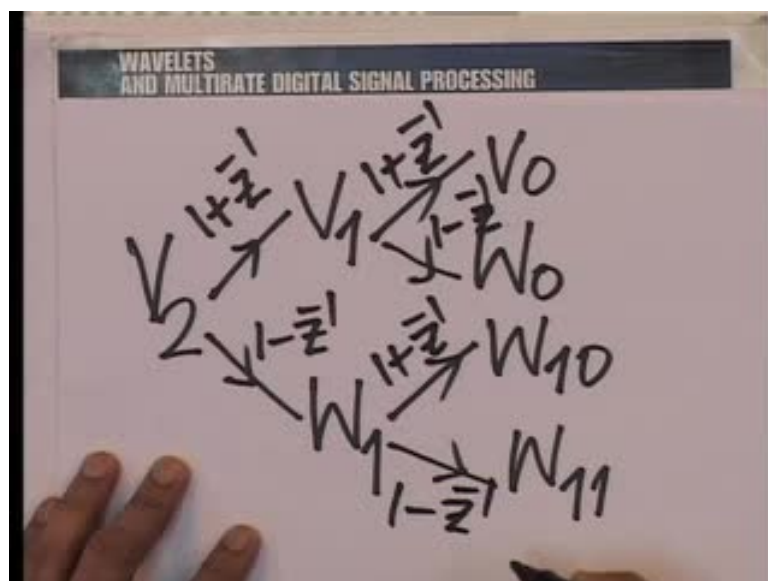 WAVELETS
AND MULTIRATE DIGITAL SIGNAL PROCESSING
1+z̄¹ V₀
1+z̄¹ V₁ 1-z̄¹
V₂ W₀
1-z̄¹ 1+z̄¹ W₁₀
W₁ W₁₁
1-z̄¹